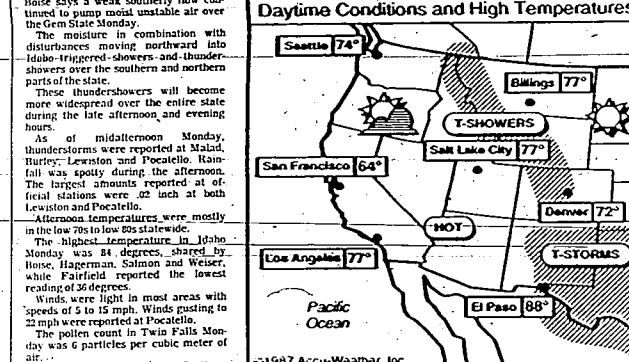 Boise says a weak southerly flow con-
tinued to pump moist unstable air over
the Gem State Monday.
The moisture in combination with
disturbances moving northward into
Idaho triggered showers and thunder-
showers over the southern and northern
parts of the state.
These thundershowers will become
more widespread over the entire state
during the late afternoon and evening
hours.
As of midafternoon Monday,
thunderstorms were reported at Malad,
Burley, Lewiston and Pocatello. Rain-
fall was spotty during the afternoon.
The largest amounts reported at of-
ficial stations were .02 inch at both
Lewiston and Pocatello.
Afternoon temperatures were mostly
in the low 70s to low 80s statewide.
The highest temperature in Idaho
Monday was 84 degrees, shared by
Boise, Hagerman, Salmon and Weiser,
while Fairfield reported the lowest
reading of 36 degrees.
Winds were light in most areas with
speeds of 5 to 15 mph. Winds gusting to
22 mph were reported at Pocatello.
The pollen count in Twin Falls Mon-
day was 6 particles per cubic meter of
air.
Daytime Conditions and High Temperatures
Seattle 74°
Billings 77°
T-SHOWERS
Salt Lake City 77°
San Francisco 64°
Denver 72°
HOT
Los Angeles 77°
T-STORMS
El Paso 88°
Pacific
Ocean
©1987 Accu-Weather, Inc.